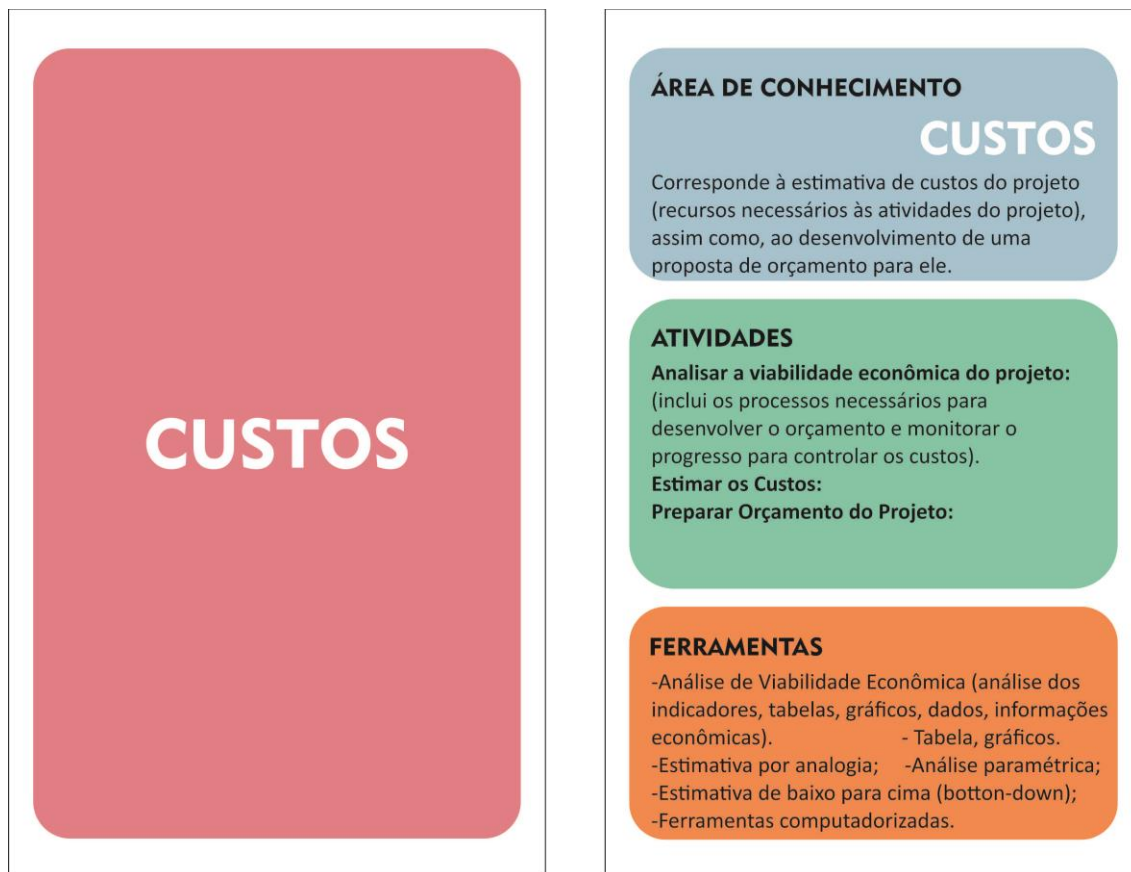 CUSTOS
ÁREA DE CONHECIMENTO
CUSTOS
Corresponde à estimativa de custos do projeto
(recursos necessários às atividades do projeto),
assim como, ao desenvolvimento de uma
proposta de orçamento para ele.
ATIVIDADES
Analisar a viabilidade econômica do projeto:
(inclui os processos necessários para
desenvolver o orçamento e monitorar o
progresso para controlar os custos).
Estimar os Custos:
Preparar Orçamento do Projeto:
FERRAMENTAS
-Análise de Viabilidade Econômica (análise dos
indicadores, tabelas, gráficos, dados, informações
econômicas). - Tabela, gráficos.
-Estimativa por analogia; -Análise paramétrica;
-Estimativa de baixo para cima (botton-down);
-Ferramentas computadorizadas.